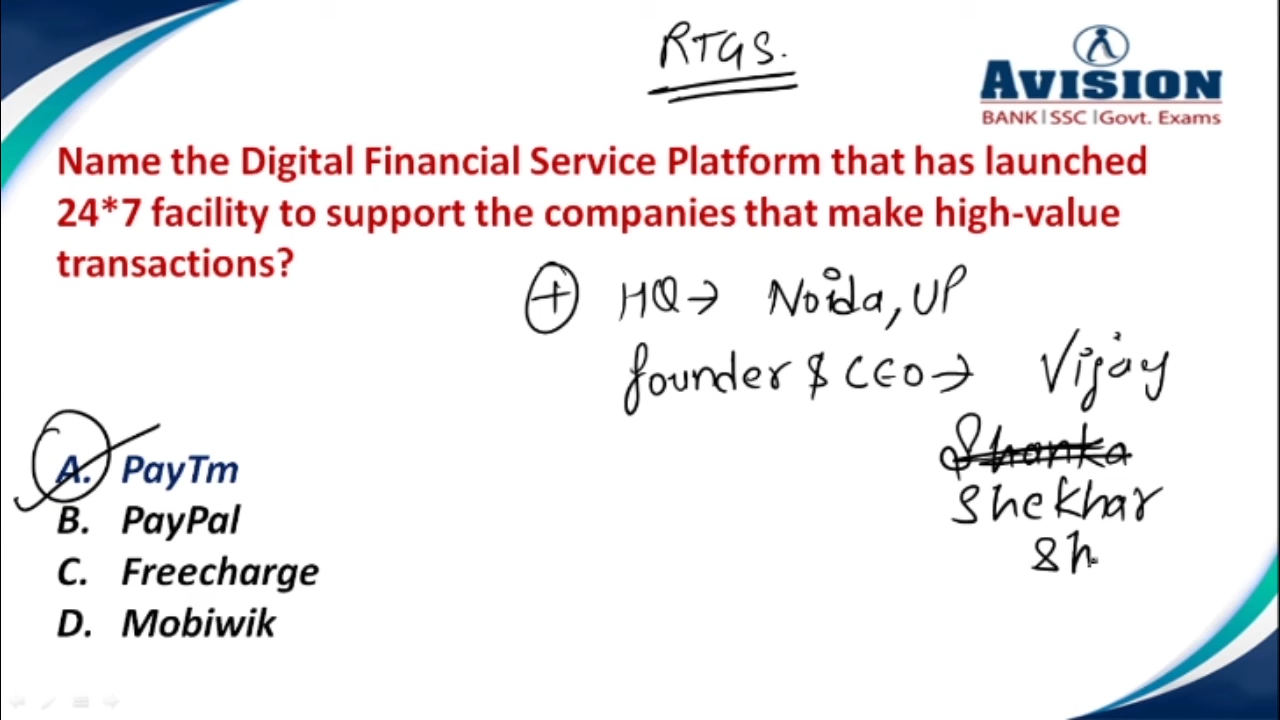 RTGS.
AVISION
BANK|SSC|Govt. Exams
Name the Digital Financial Service Platform that has launched
24*7 facility to support the companies that make high-value
transactions?
+ HQ→ Noida, UP
founder & CEO→ Vijay
Shanka
Shekhar
Sh
A. PayTm
B. PayPal
C. Freecharge
D. Mobiwik